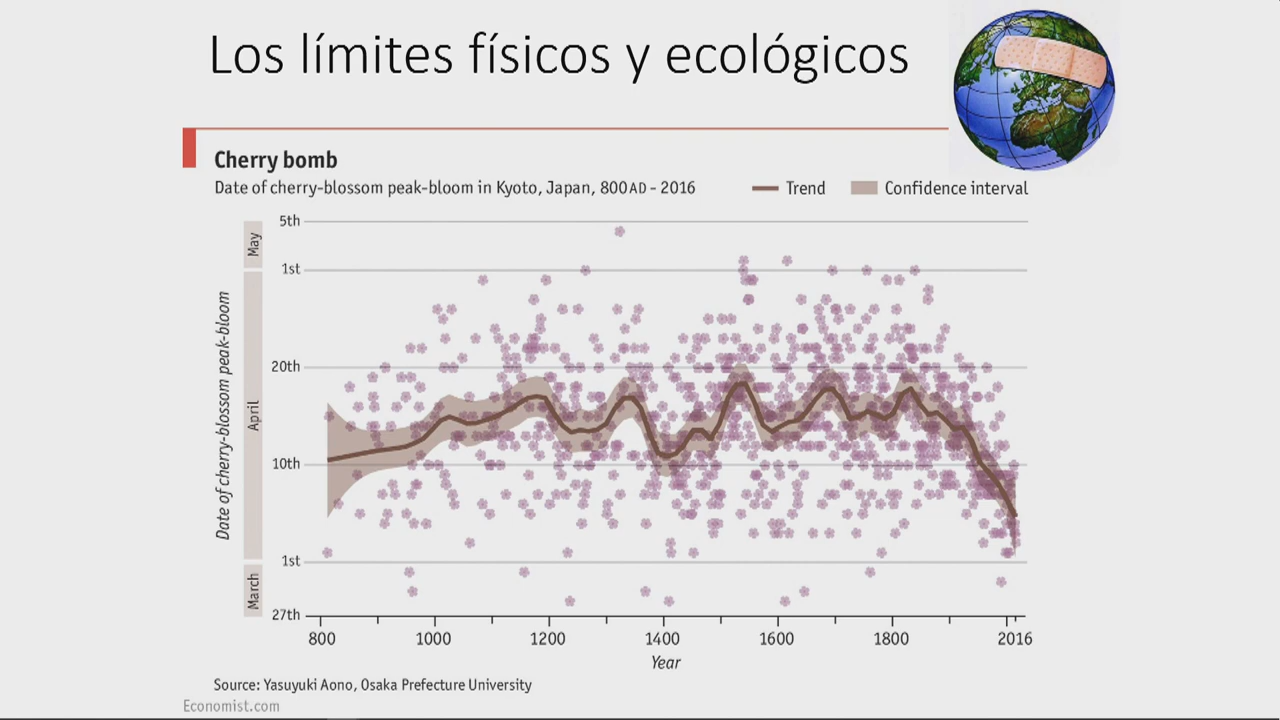 Los límites físicos y ecológicos
Cherry bomb
Date of cherry-blossom peak-bloom in Kyoto, Japan, 800AD - 2016
Trend
Confidence interval
Date of cherry-blossom peak-bloom
May
April
March
5th
1st
20th
10th
1st
27th
800 1000 1200 1400 1600 1800 2016
Year
Source: Yasuyuki Aono, Osaka Prefecture University
Economist.com